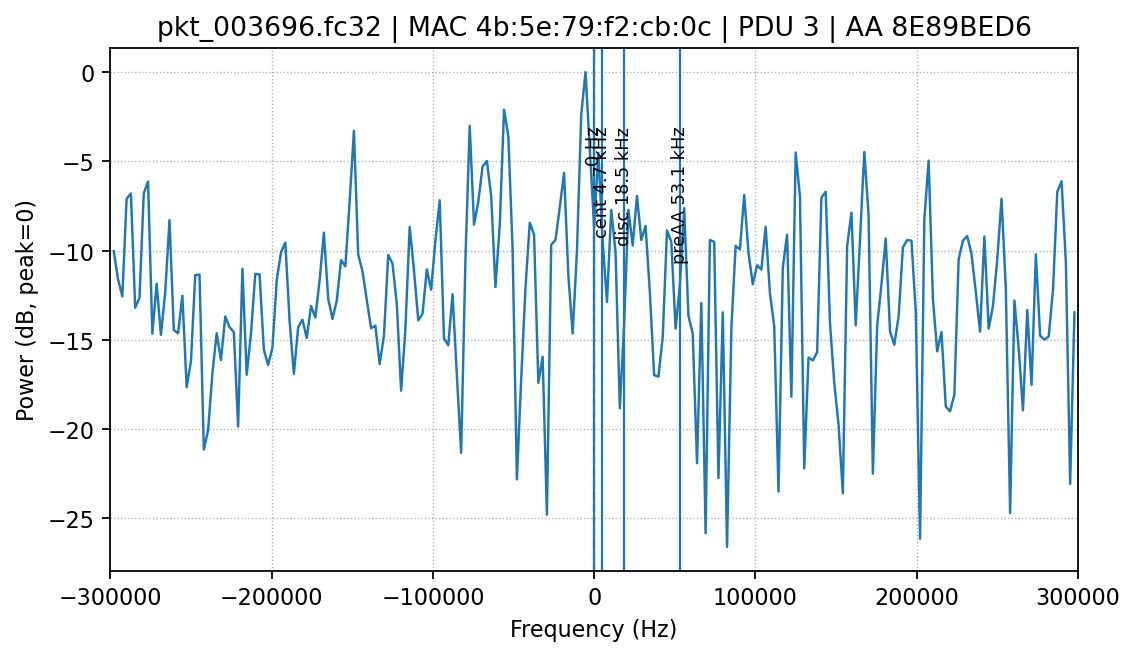 pkt_003696.fc32 | MAC 4b:5e:79:f2:cb:0c | PDU 3 | AA 8E89BED6
Power (dB, peak=0)
0
−5
−10
−15
−20
−25
0 Hz
cent 4.7 kHz
disc 18.5 kHz
preAA 53.1 kHz
−300000
−200000
−100000
0
100000
200000
300000
Frequency (Hz)